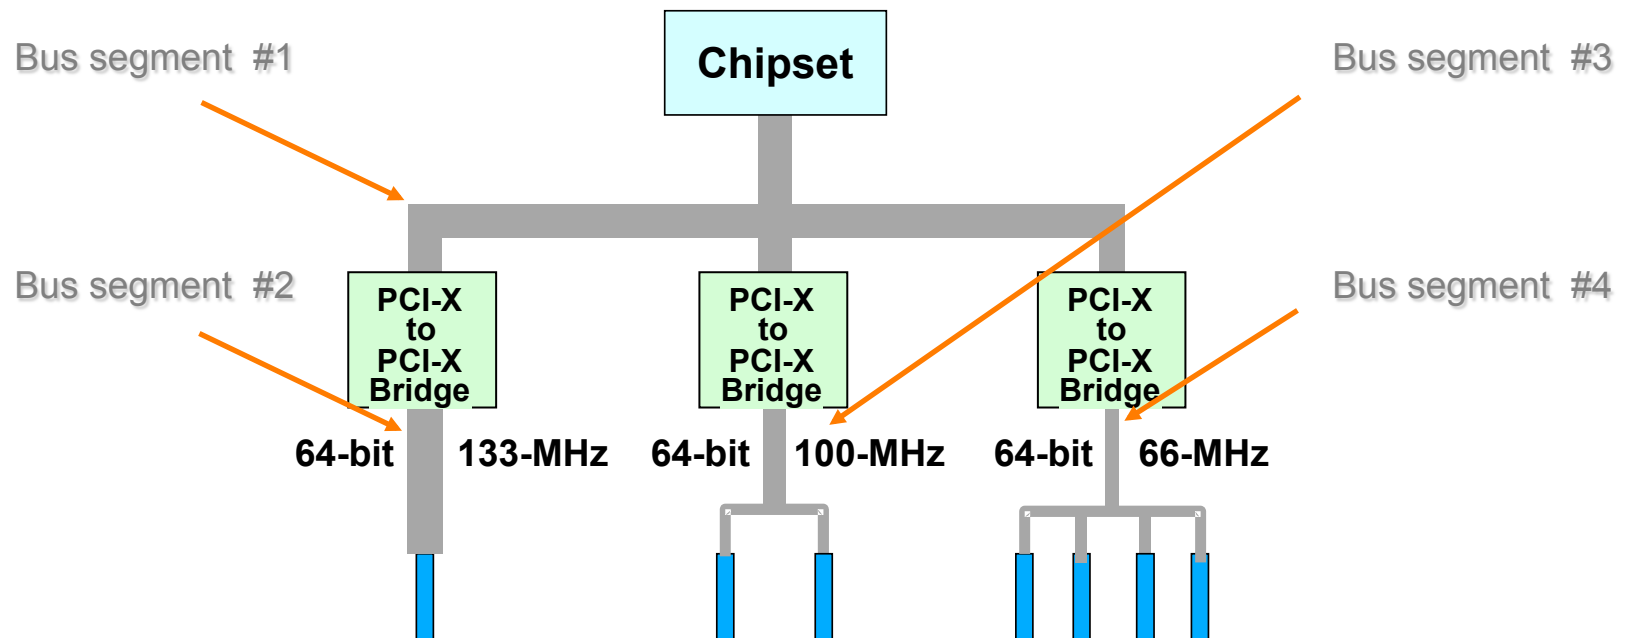 Chipset
Bus segment #1
Bus segment #3
Bus segment #2
Bus segment #4
PCI-X
to
PCI-X
Bridge
PCI-X
to
PCI-X
Bridge
PCI-X
to
PCI-X
Bridge
64-bit 133-MHz
64-bit 100-MHz
64-bit 66-MHz